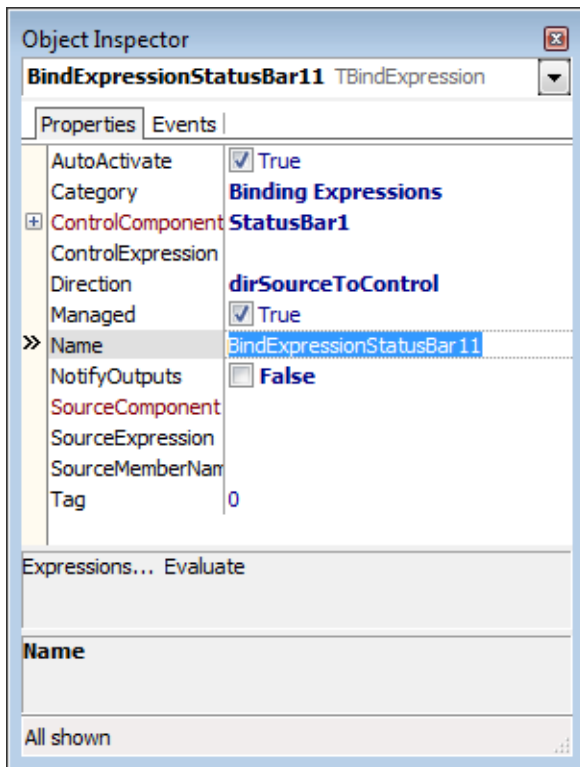 Object Inspector
BindExpressionStatusBar11 TBindExpression
Properties Events
AutoActivate True
Category Binding Expressions
ControlComponent StatusBar1
ControlExpression
Direction dirSourceToControl
Managed True
Name BindExpressionStatusBar11
NotifyOutputs False
SourceComponent
SourceExpression
SourceMemberNam
Tag 0
Expressions... Evaluate
Name
All shown